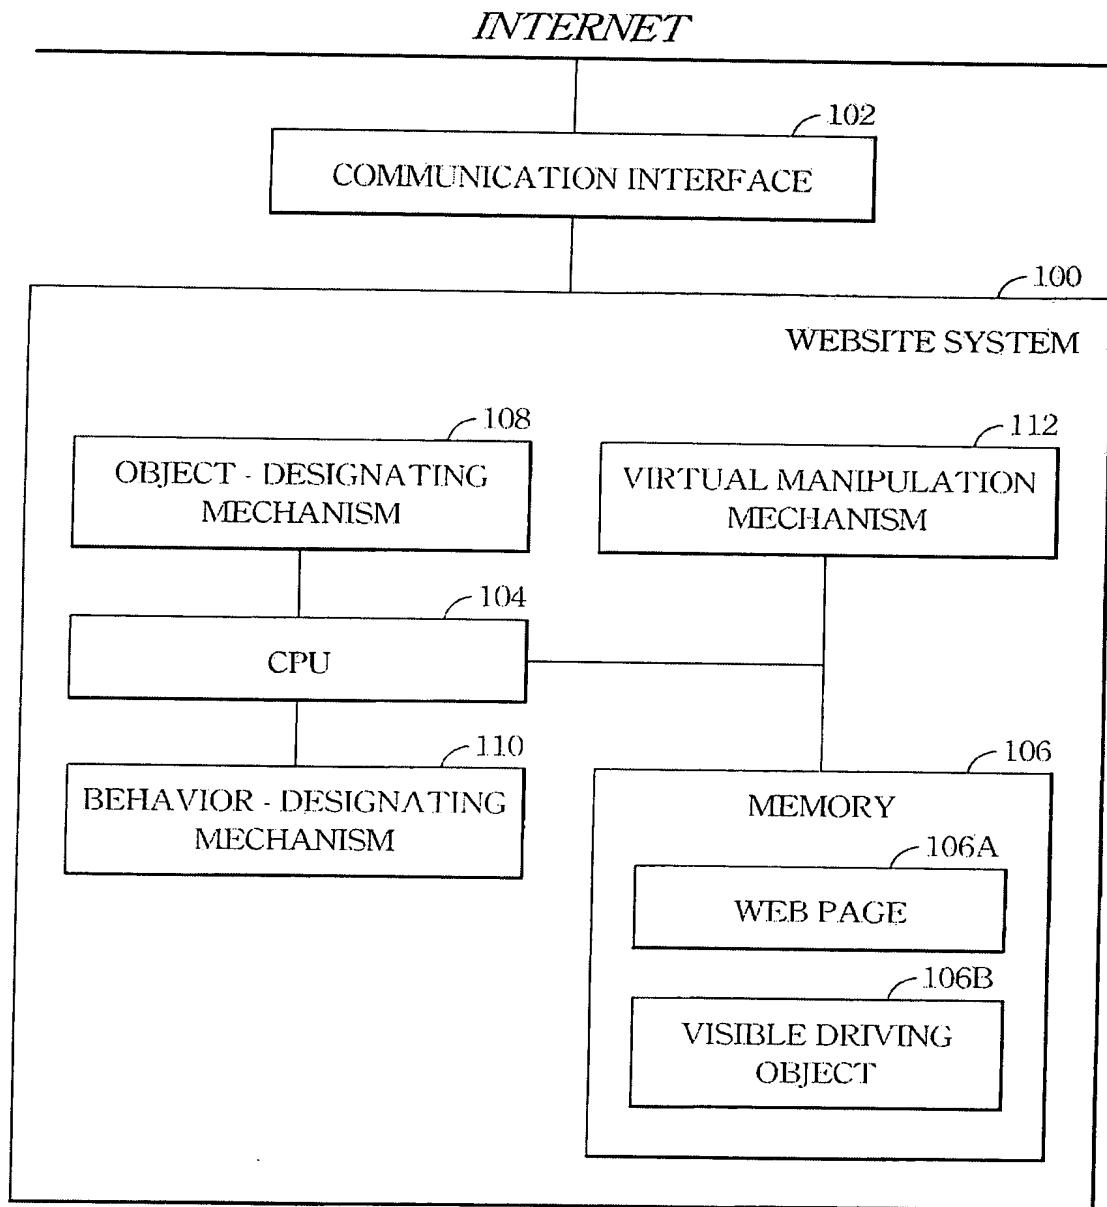 INTERNET
102
COMMUNICATION INTERFACE
100
WEBSITE SYSTEM
108
OBJECT - DESIGNATING
MECHANISM
112
VIRTUAL MANIPULATION
MECHANISM
104
CPU
110
BEHAVIOR - DESIGNATING
MECHANISM
106
MEMORY
106A
WEB PAGE
106B
VISIBLE DRIVING
OBJECT